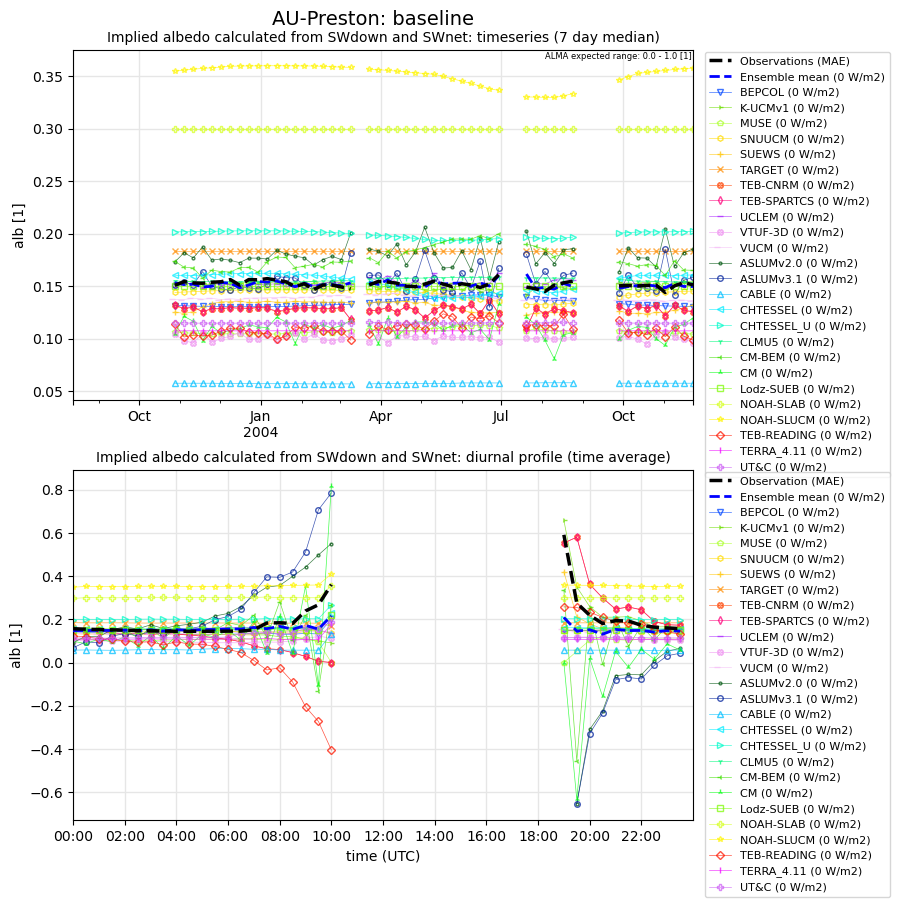 AU-Preston: baseline
Implied albedo calculated from SWdown and SWnet: timeseries (7 day median)
ALMA expected range: 0.0 - 1.0 [1]
0.35
0.30
0.25
0.20
0.15
0.10
0.05
alb [1]
Oct
Jan
2004
Apr
Jul
Oct
Observations (MAE)
Ensemble mean (0 W/m2)
BEPCOL (0 W/m2)
K-UCMv1 (0 W/m2)
MUSE (0 W/m2)
SNUUCM (0 W/m2)
SUEWS (0 W/m2)
TARGET (0 W/m2)
TEB-CNRM (0 W/m2)
TEB-SPARTCS (0 W/m2)
UCLEM (0 W/m2)
VTUF-3D (0 W/m2)
VUCM (0 W/m2)
ASLUMv2.0 (0 W/m2)
ASLUMv3.1 (0 W/m2)
CABLE (0 W/m2)
CHTESSEL (0 W/m2)
CHTESSEL_U (0 W/m2)
CLMU5 (0 W/m2)
CM-BEM (0 W/m2)
CM (0 W/m2)
Lodz-SUEB (0 W/m2)
NOAH-SLAB (0 W/m2)
NOAH-SLUCM (0 W/m2)
TEB-READING (0 W/m2)
TERRA_4.11 (0 W/m2)
UT&C (0 W/m2)
Implied albedo calculated from SWdown and SWnet: diurnal profile (time average)
0.8
0.6
0.4
0.2
0.0
−0.2
−0.4
−0.6
alb [1]
00:00
02:00
04:00
06:00
08:00
10:00
12:00
14:00
16:00
18:00
20:00
22:00
time (UTC)
Observation (MAE)
Ensemble mean (0 W/m2)
BEPCOL (0 W/m2)
K-UCMv1 (0 W/m2)
MUSE (0 W/m2)
SNUUCM (0 W/m2)
SUEWS (0 W/m2)
TARGET (0 W/m2)
TEB-CNRM (0 W/m2)
TEB-SPARTCS (0 W/m2)
UCLEM (0 W/m2)
VTUF-3D (0 W/m2)
VUCM (0 W/m2)
ASLUMv2.0 (0 W/m2)
ASLUMv3.1 (0 W/m2)
CABLE (0 W/m2)
CHTESSEL (0 W/m2)
CHTESSEL_U (0 W/m2)
CLMU5 (0 W/m2)
CM-BEM (0 W/m2)
CM (0 W/m2)
Lodz-SUEB (0 W/m2)
NOAH-SLAB (0 W/m2)
NOAH-SLUCM (0 W/m2)
TEB-READING (0 W/m2)
TERRA_4.11 (0 W/m2)
UT&C (0 W/m2)